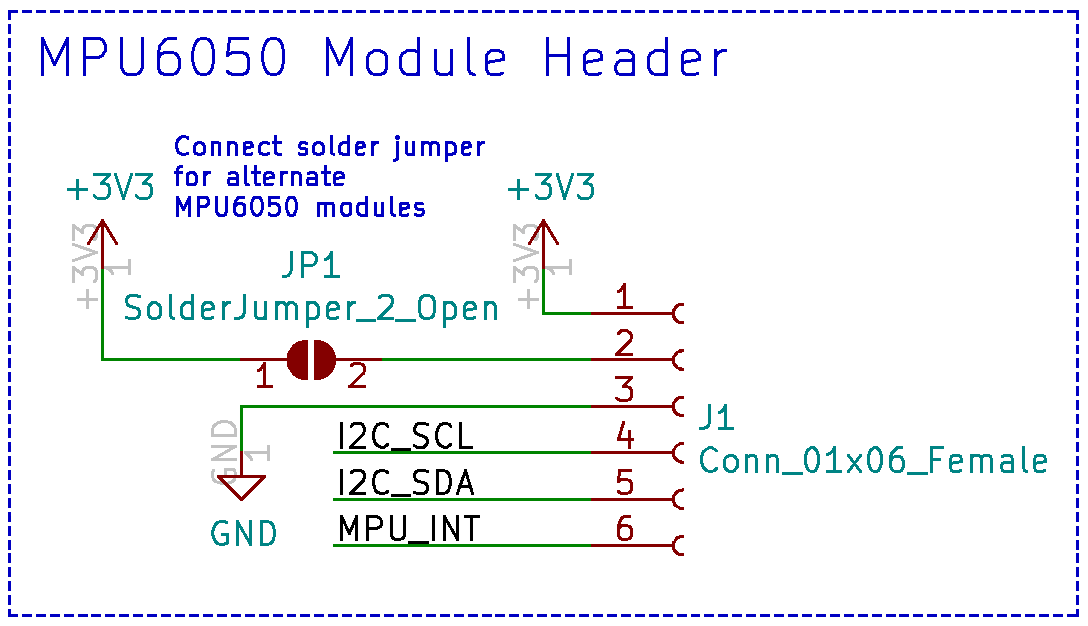 MPU6050 Module Header
Connect solder jumper
for alternate
MPU6050 modules
+3V3
+3V3
1
JP1
SolderJumper_2_Open
1
2
+3V3
+3V3
1
1
2
3
4
5
6
I2C_SCL
I2C_SDA
MPU_INT
GND
1
GND
J1
Conn_01x06_Female